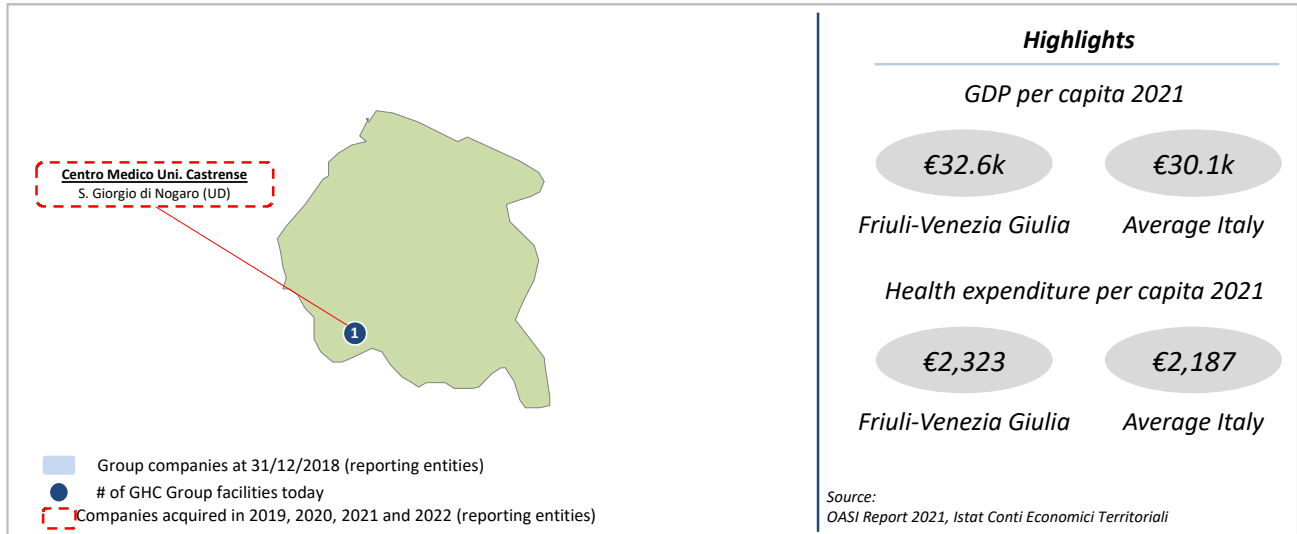 Centro Medico Uni. Castrense
S. Giorgio di Nogaro (UD)
1
Group companies at 31/12/2018 (reporting entities)
# of GHC Group facilities today
Companies acquired in 2019, 2020, 2021 and 2022 (reporting entities)
Highlights
GDP per capita 2021
€32.6k €30.1k
Friuli-Venezia Giulia Average Italy
Health expenditure per capita 2021
€2,323 €2,187
Friuli-Venezia Giulia Average Italy
Source:
OASI Report 2021, Istat Conti Economici Territoriali